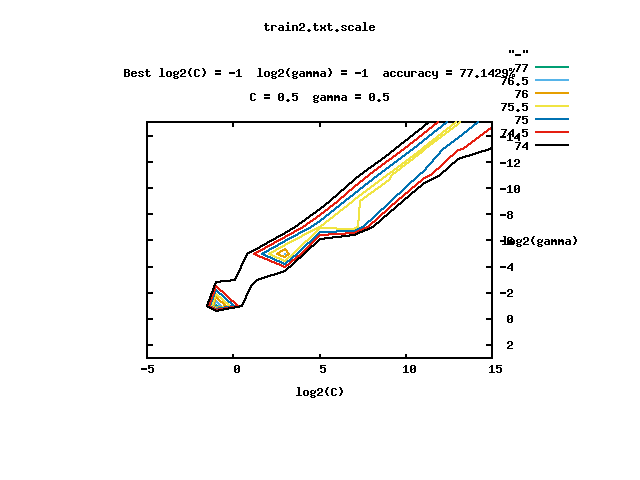 train2.txt.scale
"-"
Best log2(C) = -1 log2(gamma) = -1 accuracy = 77.1429%
77
76.5
C = 0.5 gamma = 0.5
76
75.5
75
74.5
74
-14
-12
-10
-8
-6
log2(gamma)
-4
-2
0
2
-5 0 5 10 15
log2(C)